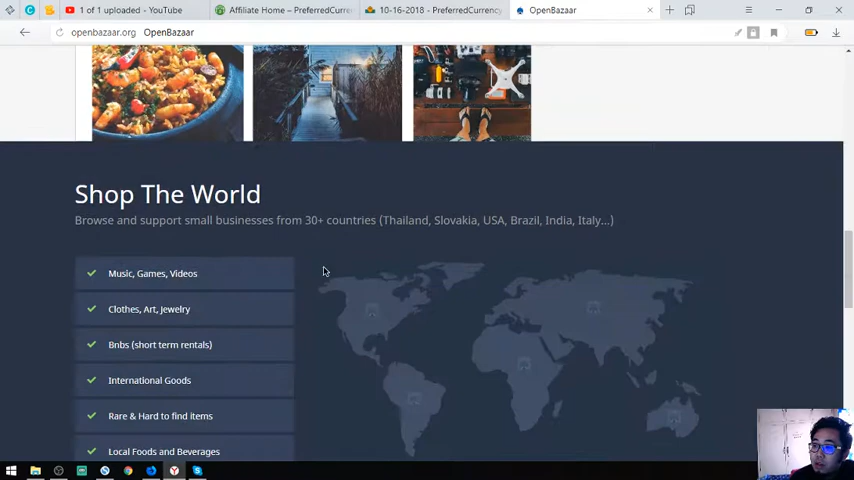 1 of 1 uploaded - YouTube
Affiliate Home – PreferredCurre
10-16-2018 - PreferredCurrency
OpenBazaar
openbazaar.org OpenBazaar
Shop The World
Browse and support small businesses from 30+ countries (Thailand, Slovakia, USA, Brazil, India, Italy...)
Music, Games, Videos
Clothes, Art, Jewelry
Bnbs (short term rentals)
International Goods
Rare & Hard to find items
Local Foods and Beverages